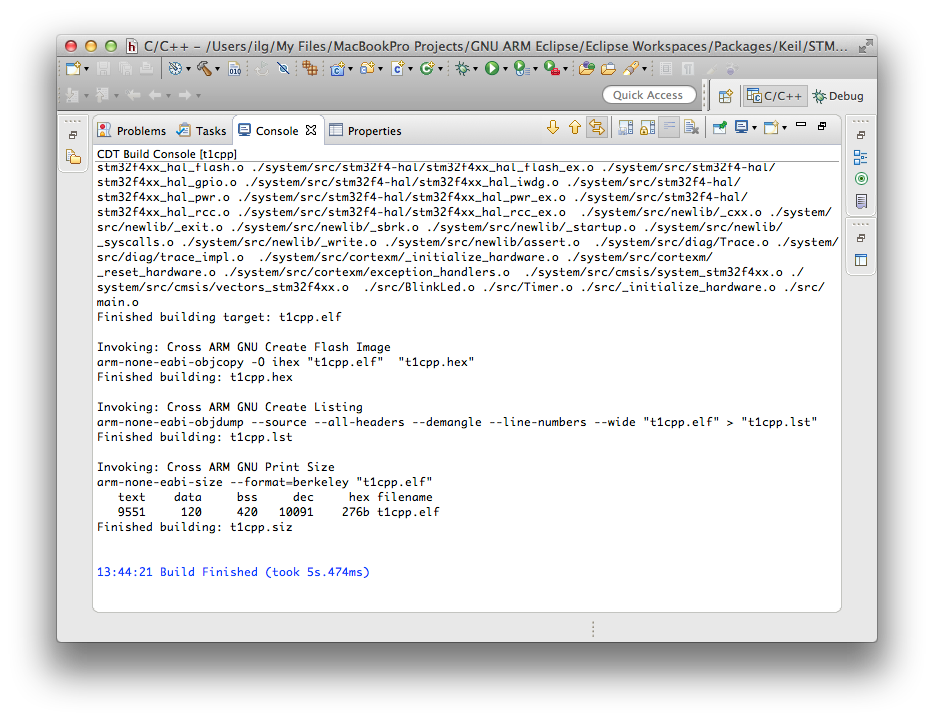 C/C++ – /Users/ilg/My Files/MacBookPro Projects/GNU ARM Eclipse/Eclipse Workspaces/Packages/Keil/STM...
Quick Access
C/C++
Debug
Problems
Tasks
Console
Properties
CDT Build Console [t1cpp]
stm32f4xx_hal_flash.o ./system/src/stm32f4-hal/stm32f4xx_hal_flash_ex.o ./system/src/stm32f4-hal/
stm32f4xx_hal_gpio.o ./system/src/stm32f4-hal/stm32f4xx_hal_iwdg.o ./system/src/stm32f4-hal/
stm32f4xx_hal_pwr.o ./system/src/stm32f4-hal/stm32f4xx_hal_pwr_ex.o ./system/src/stm32f4-hal/
stm32f4xx_hal_rcc.o ./system/src/stm32f4-hal/stm32f4xx_hal_rcc_ex.o  ./system/src/newlib/_cxx.o ./system/
src/newlib/_exit.o ./system/src/newlib/_sbrk.o ./system/src/newlib/_startup.o ./system/src/newlib/
_syscalls.o ./system/src/newlib/_write.o ./system/src/newlib/assert.o  ./system/src/diag/Trace.o ./system/
src/diag/trace_impl.o  ./system/src/cortexm/_initialize_hardware.o ./system/src/cortexm/
_reset_hardware.o ./system/src/cortexm/exception_handlers.o  ./system/src/cmsis/system_stm32f4xx.o ./
system/src/cmsis/vectors_stm32f4xx.o  ./src/BlinkLed.o ./src/Timer.o ./src/_initialize_hardware.o ./src/
main.o
Finished building target: t1cpp.elf
Invoking: Cross ARM GNU Create Flash Image
arm-none-eabi-objcopy -O ihex "t1cpp.elf"  "t1cpp.hex"
Finished building: t1cpp.hex
Invoking: Cross ARM GNU Create Listing
arm-none-eabi-objdump --source --all-headers --demangle --line-numbers --wide "t1cpp.elf" > "t1cpp.lst"
Finished building: t1cpp.lst
Invoking: Cross ARM GNU Print Size
arm-none-eabi-size --format=berkeley "t1cpp.elf"
   text    data     bss     dec     hex filename
   9551     120     420   10091    276b t1cpp.elf
Finished building: t1cpp.siz
13:44:21 Build Finished (took 5s.474ms)